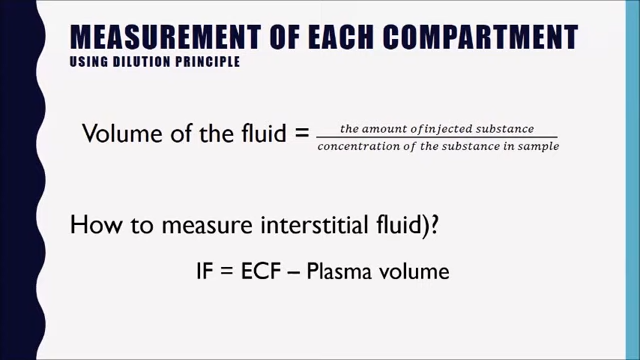 MEASUREMENT OF EACH COMPARTMENT
USING DILUTION PRINCIPLE
Volume of the fluid = the amount of injected substance / concentration of the substance in sample
How to measure interstitial fluid)?
IF = ECF – Plasma volume